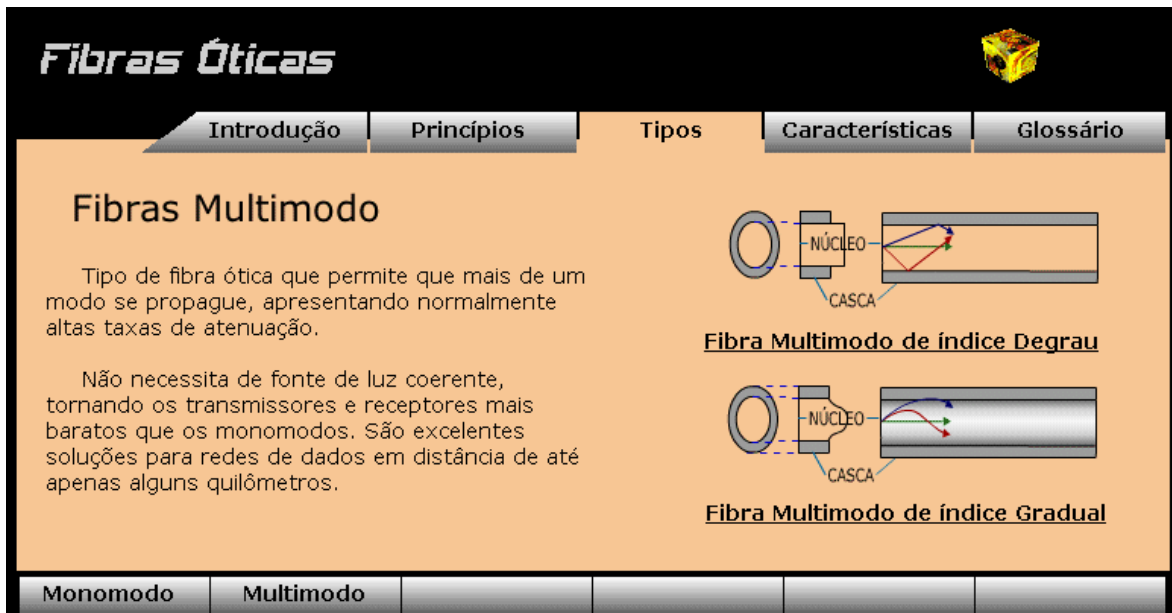 Fibras Óticas
Introdução
Princípios
Tipos
Características
Glossário
Fibras Multimodo
Tipo de fibra ótica que permite que mais de um
modo se propague, apresentando normalmente
altas taxas de atenuação.
Não necessita de fonte de luz coerente,
tornando os transmissores e receptores mais
baratos que os monomodos. São excelentes
soluções para redes de dados em distância de até
apenas alguns quilômetros.
NÚCLEO
CASCA
Fibra Multimodo de índice Degrau
NÚCLEO
CASCA
Fibra Multimodo de índice Gradual
Monomodo
Multimodo